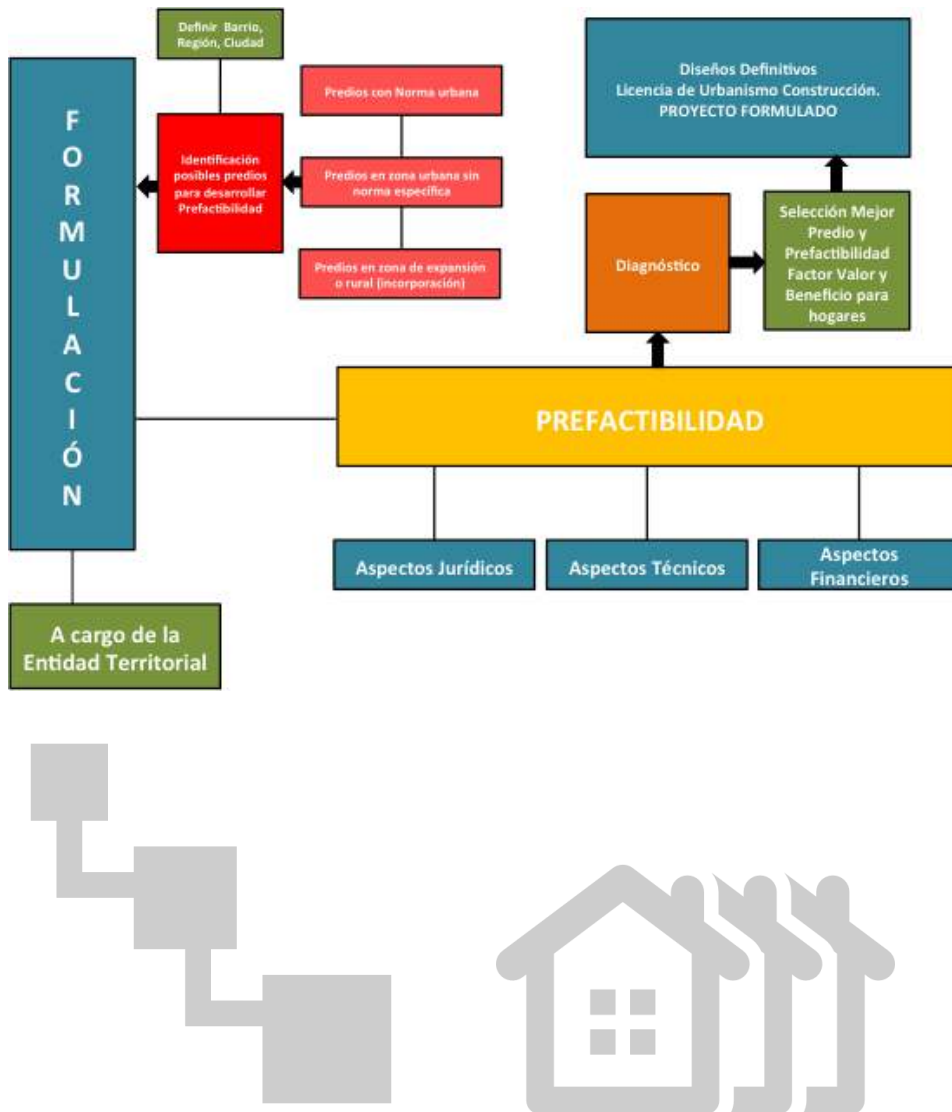 Definir Barrio,
Región, Ciudad
FORMULACIÓN
Identificación
posibles predios
para desarrollar
Prefactibilidad
Predios con Norma urbana
Predios en zona urbana sin
norma específica
Predios en zona de expansión
o rural (incorporación)
Diseños Definitivos
Licencia de Urbanismo Construcción.
PROYECTO FORMULADO
Diagnóstico
Selección Mejor
Predio y
Prefactibilidad
Factor Valor y
Beneficio para
hogares
PREFACTIBILIDAD
Aspectos Jurídicos
Aspectos Técnicos
Aspectos
Financieros
A cargo de la
Entidad Territorial